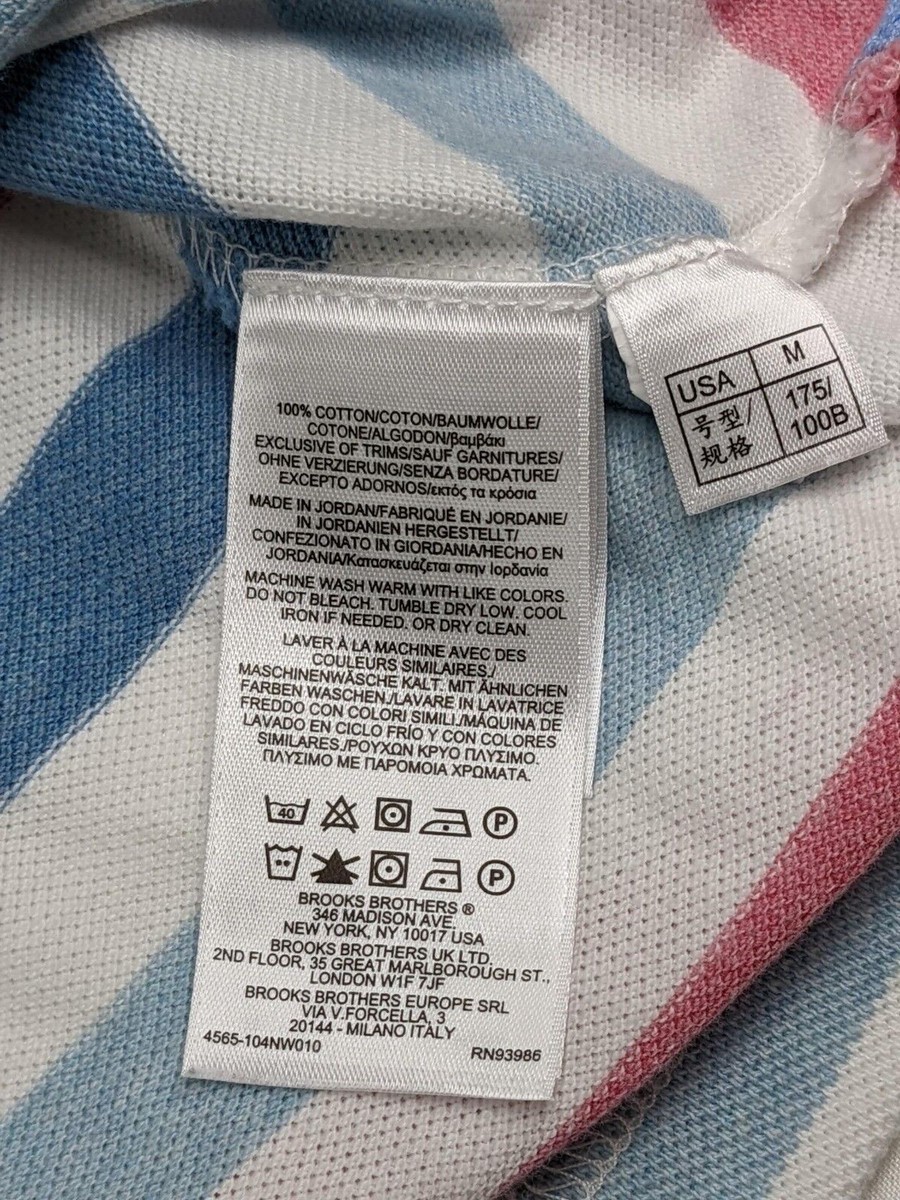 100% COTTON/COTON/BAUMWOLLE/
COTONE/ALGODON/βαμβάκι
EXCLUSIVE OF TRIMS/SAUF GARNITURES/
OHNE VERZIERUNG/SENZA BORDATURE/
EXCEPTO ADORNOS/εκτός τα κρόσια
MADE IN JORDAN/FABRIQUÉ EN JORDANIE/
IN JORDANIEN HERGESTELLT/
CONFEZIONATO IN GIORDANIA/HECHO EN
JORDANIA/Κατασκευάζεται στην Ιορδανία
MACHINE WASH WARM WITH LIKE COLORS.
DO NOT BLEACH. TUMBLE DRY LOW. COOL
IRON IF NEEDED. OR DRY CLEAN.
LAVER À LA MACHINE AVEC DES
COULEURS SIMILAIRES./
MASCHINENWÄSCHE KALT. MIT ÄHNLICHEN
FARBEN WASCHEN./LAVARE IN LAVATRICE
FREDDO CON COLORI SIMILI./MÁQUINA DE
LAVADO EN CICLO FRÍO Y CON COLORES
SIMILARES./ΡΟΥΧΩΝ ΚΡΥΟ ΠΛΥΣΙΜΟ.
ΠΛΥΣΙΜΟ ΜΕ ΠΑΡΟΜΟΙΑ ΧΡΩΜΑΤΑ.
40 P
P
BROOKS BROTHERS ®
346 MADISON AVE.
NEW YORK, NY 10017 USA
BROOKS BROTHERS UK LTD.
2ND FLOOR, 35 GREAT MARLBOROUGH ST.,
LONDON W1F 7JF
BROOKS BROTHERS EUROPE SRL
VIA V.FORCELLA, 3
20144 - MILANO ITALY
4565-104NW010 RN93986
USA M
号型/ 175/
规格 100B